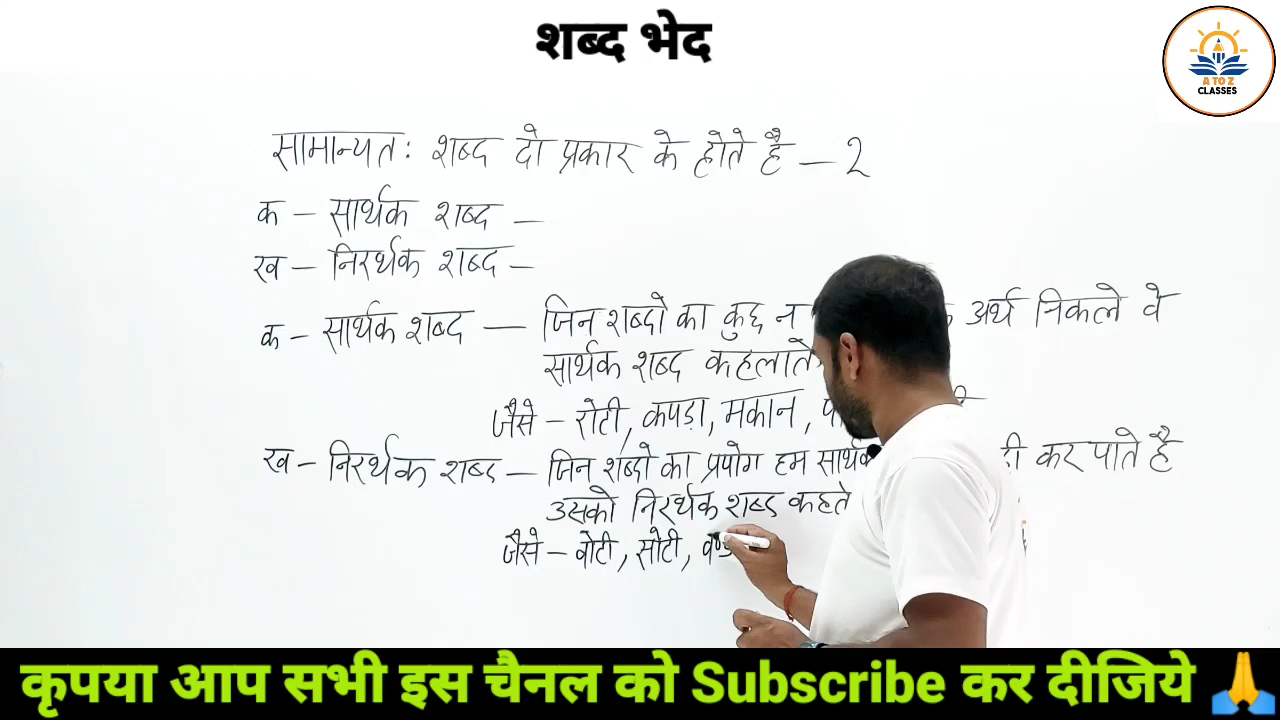 शब्द भेद
A TO Z
CLASSES
सामान्यत: शब्द दो प्रकार के होते है – 2
क – सार्थक शब्द –
ख – निरर्थक शब्द –
क – सार्थक शब्द – जिन शब्दो का कुछ न अर्थ निकले वे
सार्थक शब्द कहलाते
जैसे – रोटी, कपड़ा, मकान,
ख – निरर्थक शब्द – जिन शब्दो का प्रयोग हम सार्थक कर पाते है
उसको निरर्थक शब्द कहते
जैसे – वोटी, सोटी,
कृपया आप सभी इस चैनल को Subscribe कर दीजिये 🙏